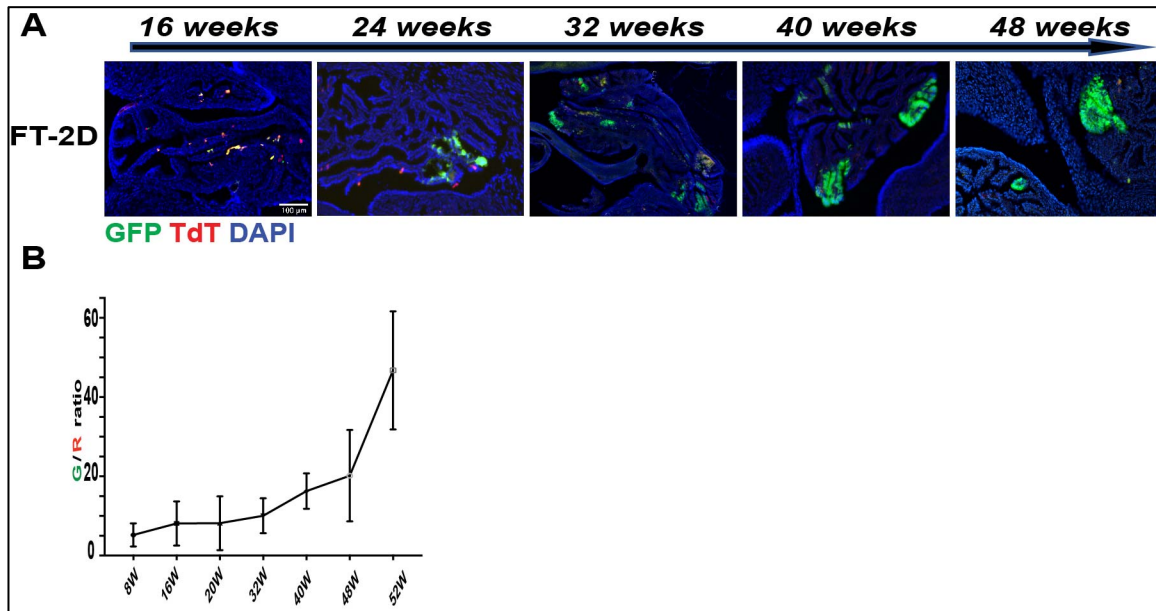 A
16 weeks 24 weeks 32 weeks 40 weeks 48 weeks
FT-2D
100 µm
GFP TdT DAPI
B
G/R ratio
60
40
20
0
8W 16W 20W 32W 40W 48W 52W